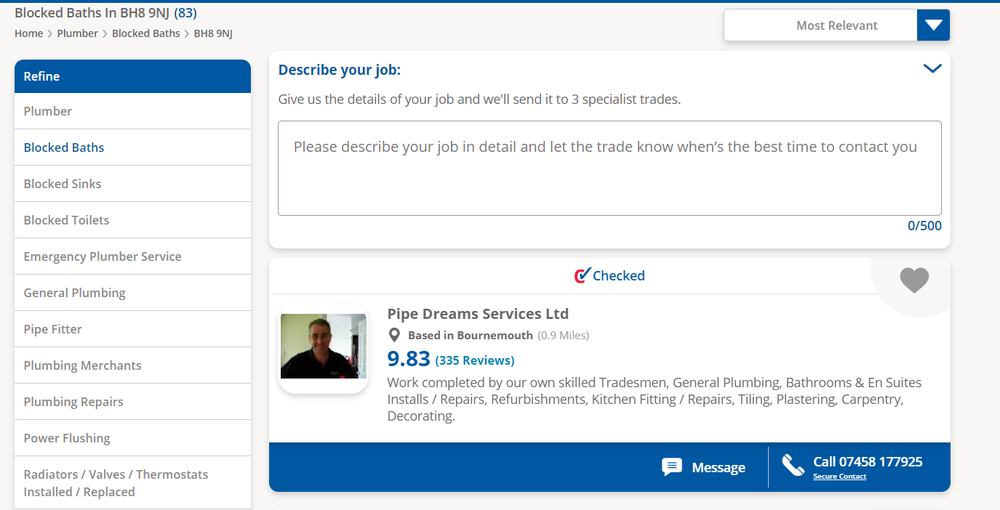 Blocked Baths In BH8 9NJ (83)
Home > Plumber > Blocked Baths > BH8 9NJ
Most Relevant
Refine
Plumber
Blocked Baths
Blocked Sinks
Blocked Toilets
Emergency Plumber Service
General Plumbing
Pipe Fitter
Plumbing Merchants
Plumbing Repairs
Power Flushing
Radiators / Valves / Thermostats
Installed / Replaced
Describe your job:
Give us the details of your job and we'll send it to 3 specialist trades.
Please describe your job in detail and let the trade know when’s the best time to contact you
0/500
Checked
Pipe Dreams Services Ltd
Based in Bournemouth (0.9 Miles)
9.83 (335 Reviews)
Work completed by our own skilled Tradesmen, General Plumbing, Bathrooms & En Suites
Installs / Repairs, Refurbishments, Kitchen Fitting / Repairs, Tiling, Plastering, Carpentry,
Decorating.
Message
Call 07458 177925
Secure Contact